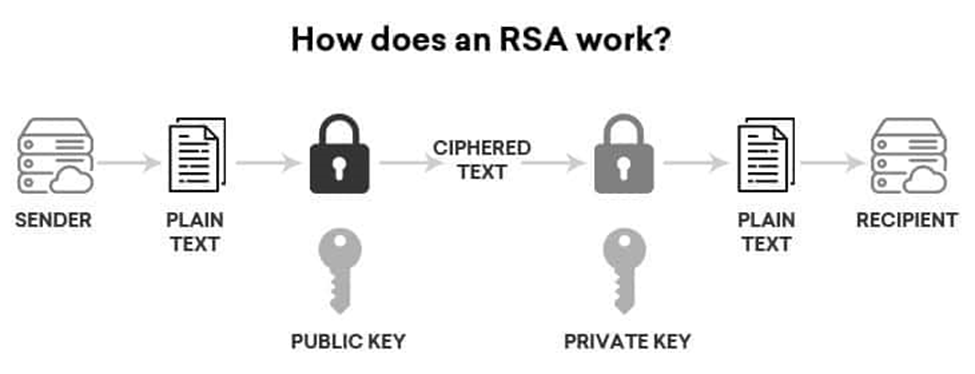 How does an RSA work?
CIPHERED
TEXT
SENDER
PLAIN
TEXT
PLAIN
TEXT
RECIPIENT
PUBLIC KEY
PRIVATE KEY